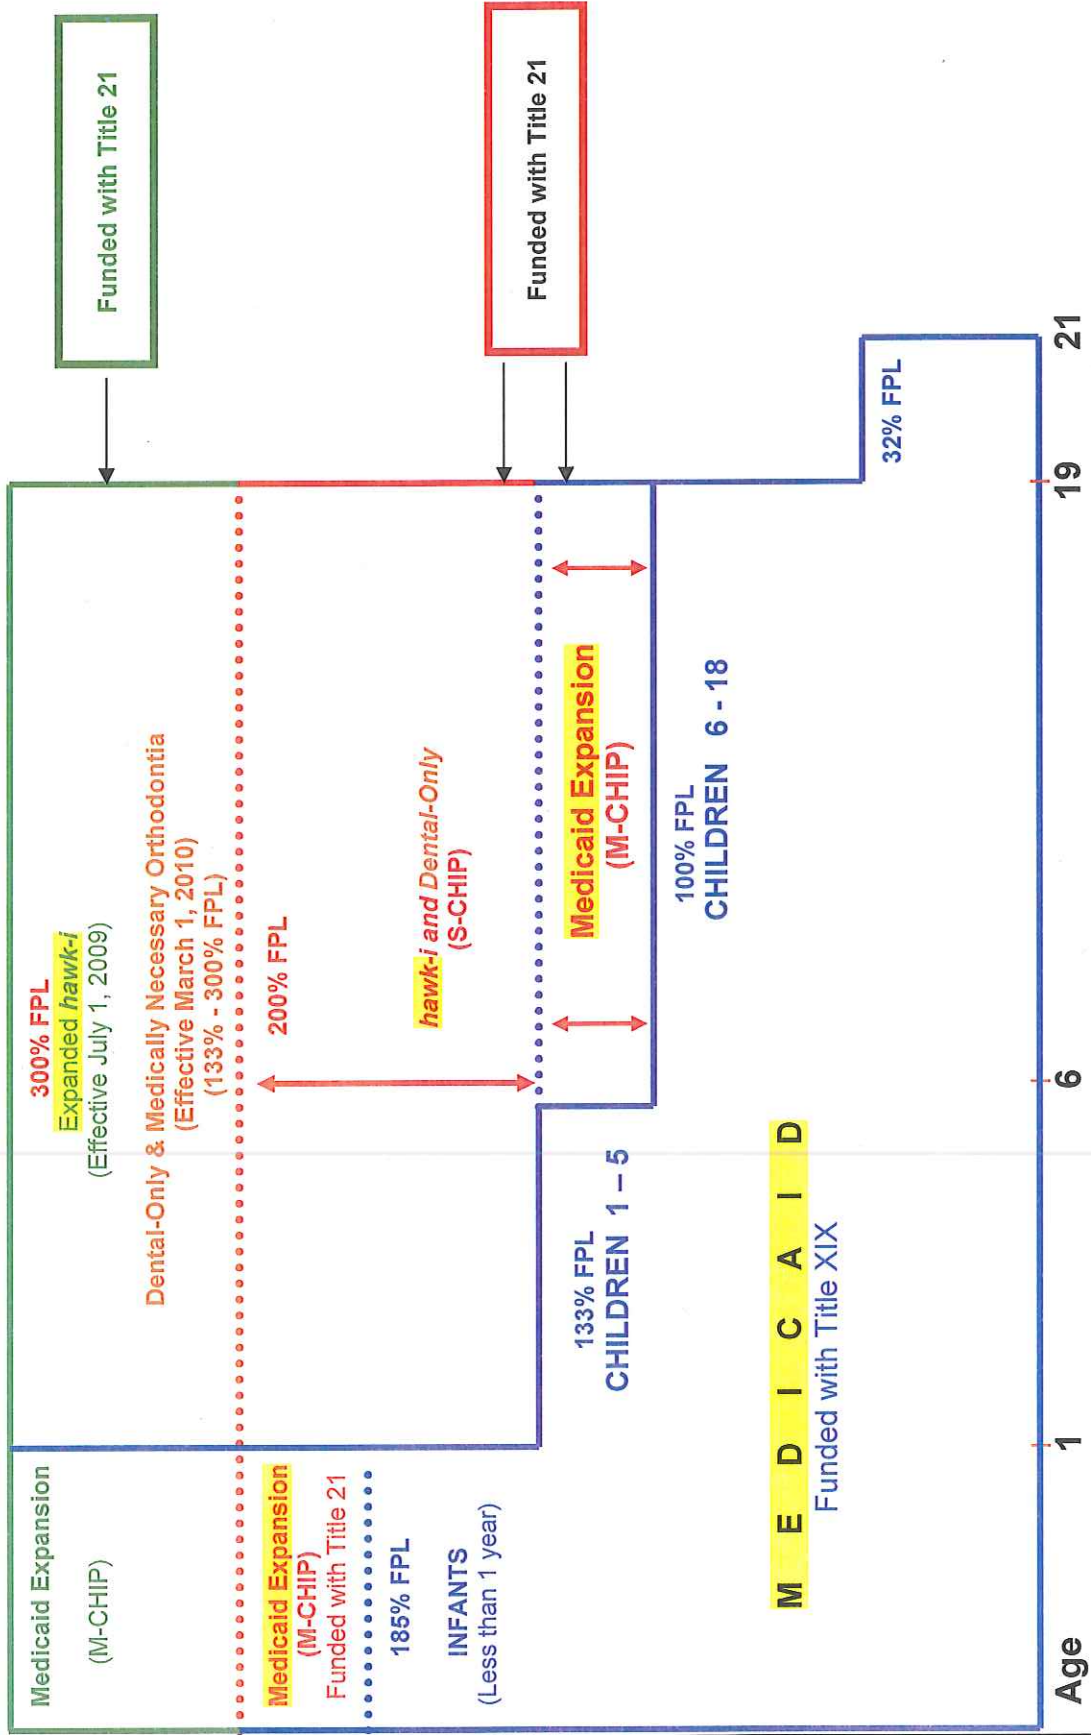 Medicaid Expansion
(M-CHIP)
300% FPL
Expanded hawk-i
(Effective July 1, 2009)
Dental-Only & Medically Necessary Orthodontia
(Effective March 1, 2010)
(133% - 300% FPL)
Funded with Title 21
Medicaid Expansion
(M-CHIP)
Funded with Title 21
200% FPL
hawk-i and Dental-Only
(S-CHIP)
Funded with Title 21
185% FPL
INFANTS
(Less than 1 year)
133% FPL
CHILDREN 1 – 5
Medicaid Expansion
(M-CHIP)
100% FPL
CHILDREN 6 - 18
32% FPL
M E D I C A I D
Funded with Title XIX
Age 1 6 19 21